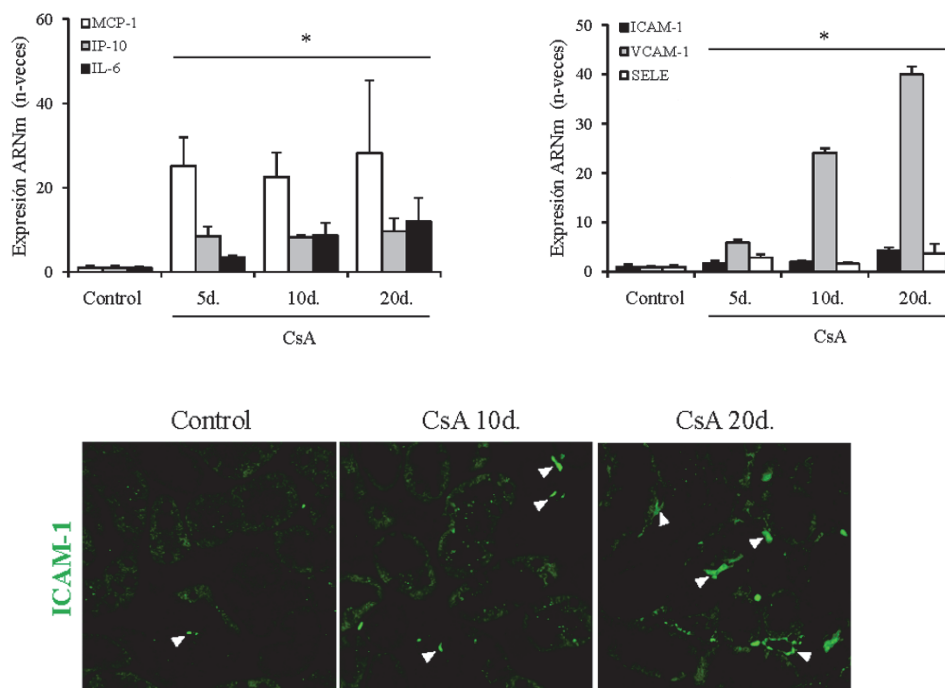 60
40
20
0
Expresión ARNm (n-veces)
MCP-1
IP-10
IL-6
*
Control 5d. 10d. 20d.
CsA
50
40
30
20
10
0
Expresión ARNm (n-veces)
ICAM-1
VCAM-1
SELE
*
Control 5d. 10d. 20d.
CsA
Control CsA 10d. CsA 20d.
ICAM-1